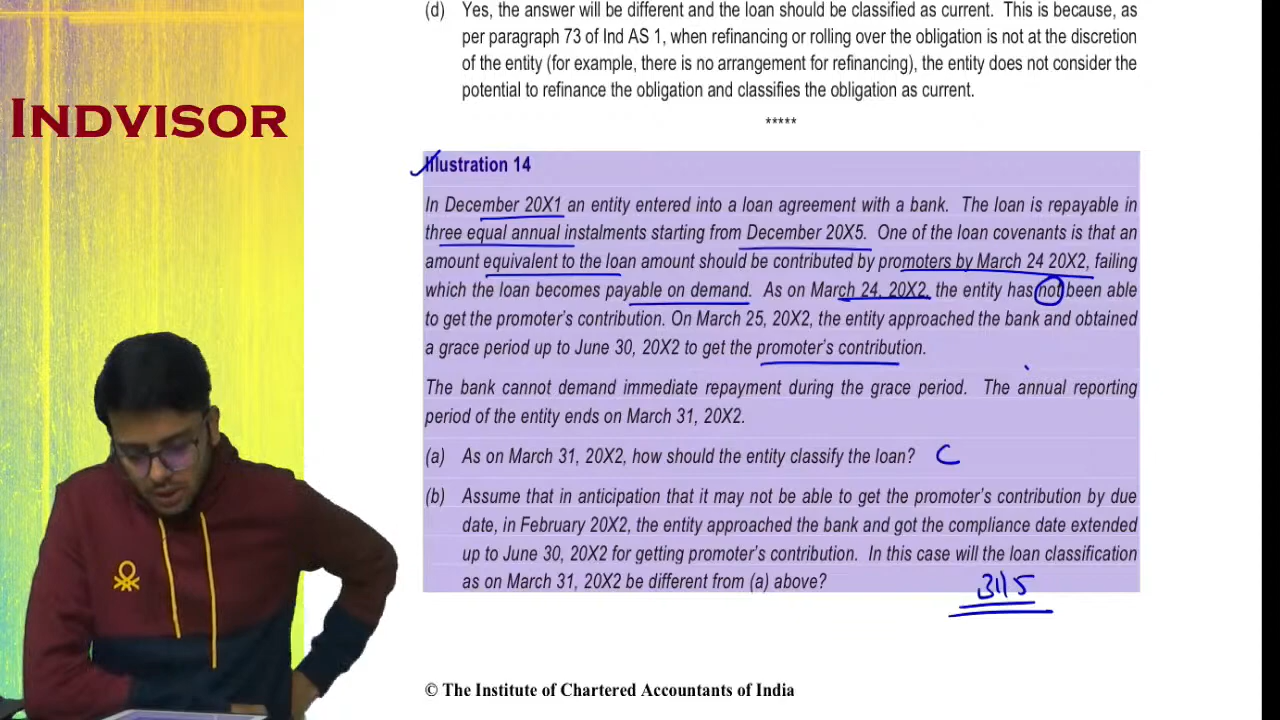 INDVISOR
(d) Yes, the answer will be different and the loan should be classified as current. This is because, as
per paragraph 73 of Ind AS 1, when refinancing or rolling over the obligation is not at the discretion
of the entity (for example, there is no arrangement for refinancing), the entity does not consider the
potential to refinance the obligation and classifies the obligation as current.
*****
Illustration 14
In December 20X1 an entity entered into a loan agreement with a bank. The loan is repayable in
three equal annual instalments starting from December 20X5. One of the loan covenants is that an
amount equivalent to the loan amount should be contributed by promoters by March 24 20X2, failing
which the loan becomes payable on demand. As on March 24, 20X2, the entity has not been able
to get the promoter's contribution. On March 25, 20X2, the entity approached the bank and obtained
a grace period up to June 30, 20X2 to get the promoter's contribution.
The bank cannot demand immediate repayment during the grace period. The annual reporting
period of the entity ends on March 31, 20X2.
(a) As on March 31, 20X2, how should the entity classify the loan? C
(b) Assume that in anticipation that it may not be able to get the promoter's contribution by due
date, in February 20X2, the entity approached the bank and got the compliance date extended
up to June 30, 20X2 for getting promoter's contribution. In this case will the loan classification
as on March 31, 20X2 be different from (a) above?
© The Institute of Chartered Accountants of India